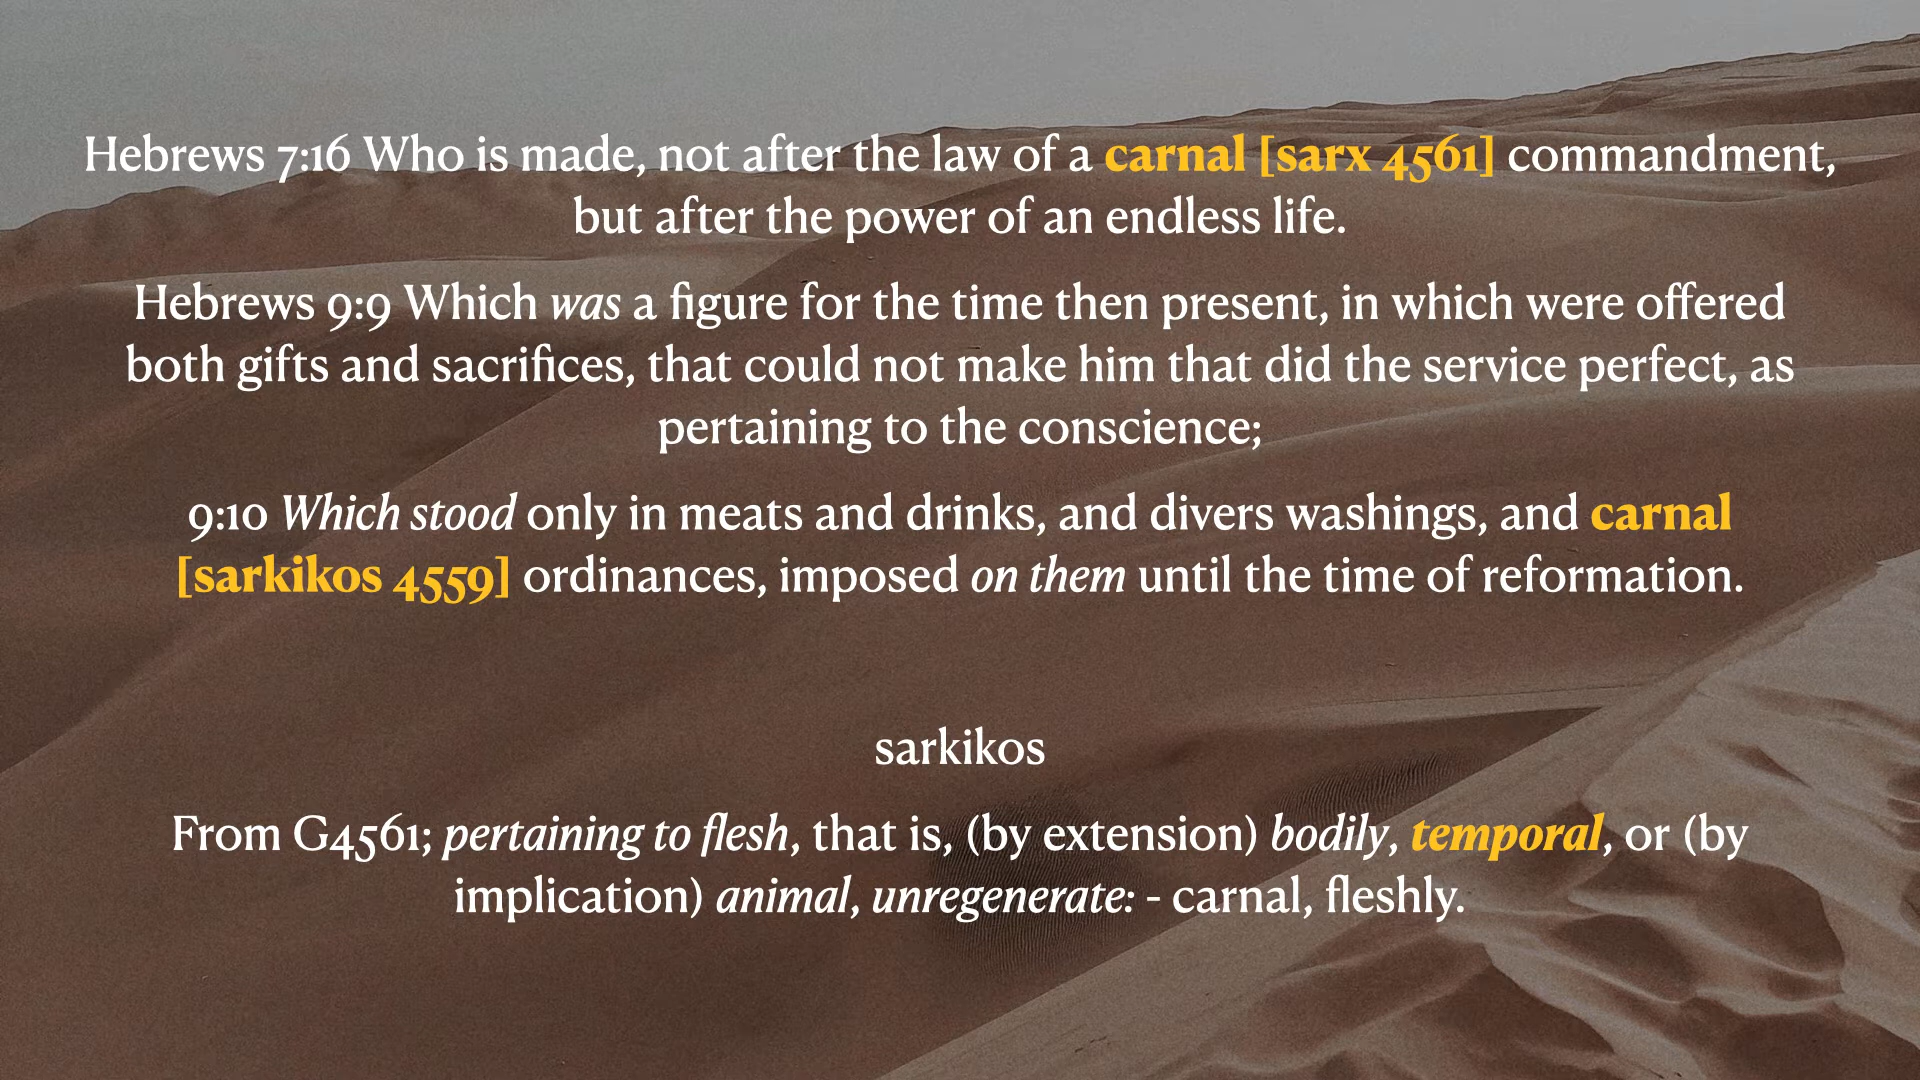 Hebrews 7:16 Who is made, not after the law of a carnal [sarx 4561] commandment,
but after the power of an endless life.
Hebrews 9:9 Which was a figure for the time then present, in which were offered
both gifts and sacrifices, that could not make him that did the service perfect, as
pertaining to the conscience;
9:10 Which stood only in meats and drinks, and divers washings, and carnal
[sarkikos 4559] ordinances, imposed on them until the time of reformation.
sarkikos
From G4561; pertaining to flesh, that is, (by extension) bodily, temporal, or (by
implication) animal, unregenerate: - carnal, fleshly.